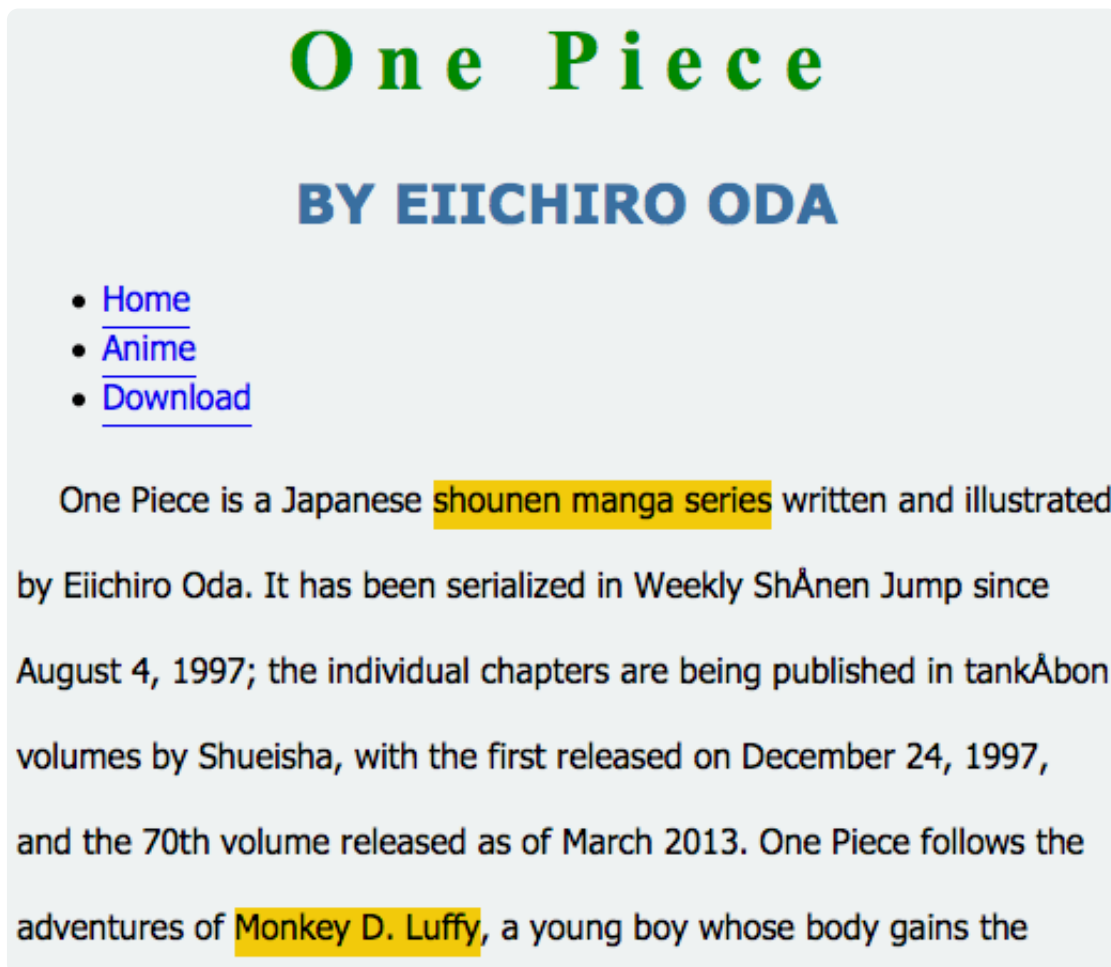 One Piece
BY EIICHIRO ODA
Home
Anime
Download
One Piece is a Japanese shounen manga series written and illustrated
by Eiichiro Oda. It has been serialized in Weekly ShÅnen Jump since
August 4, 1997; the individual chapters are being published in tankÅbon
volumes by Shueisha, with the first released on December 24, 1997,
and the 70th volume released as of March 2013. One Piece follows the
adventures of Monkey D. Luffy, a young boy whose body gains the